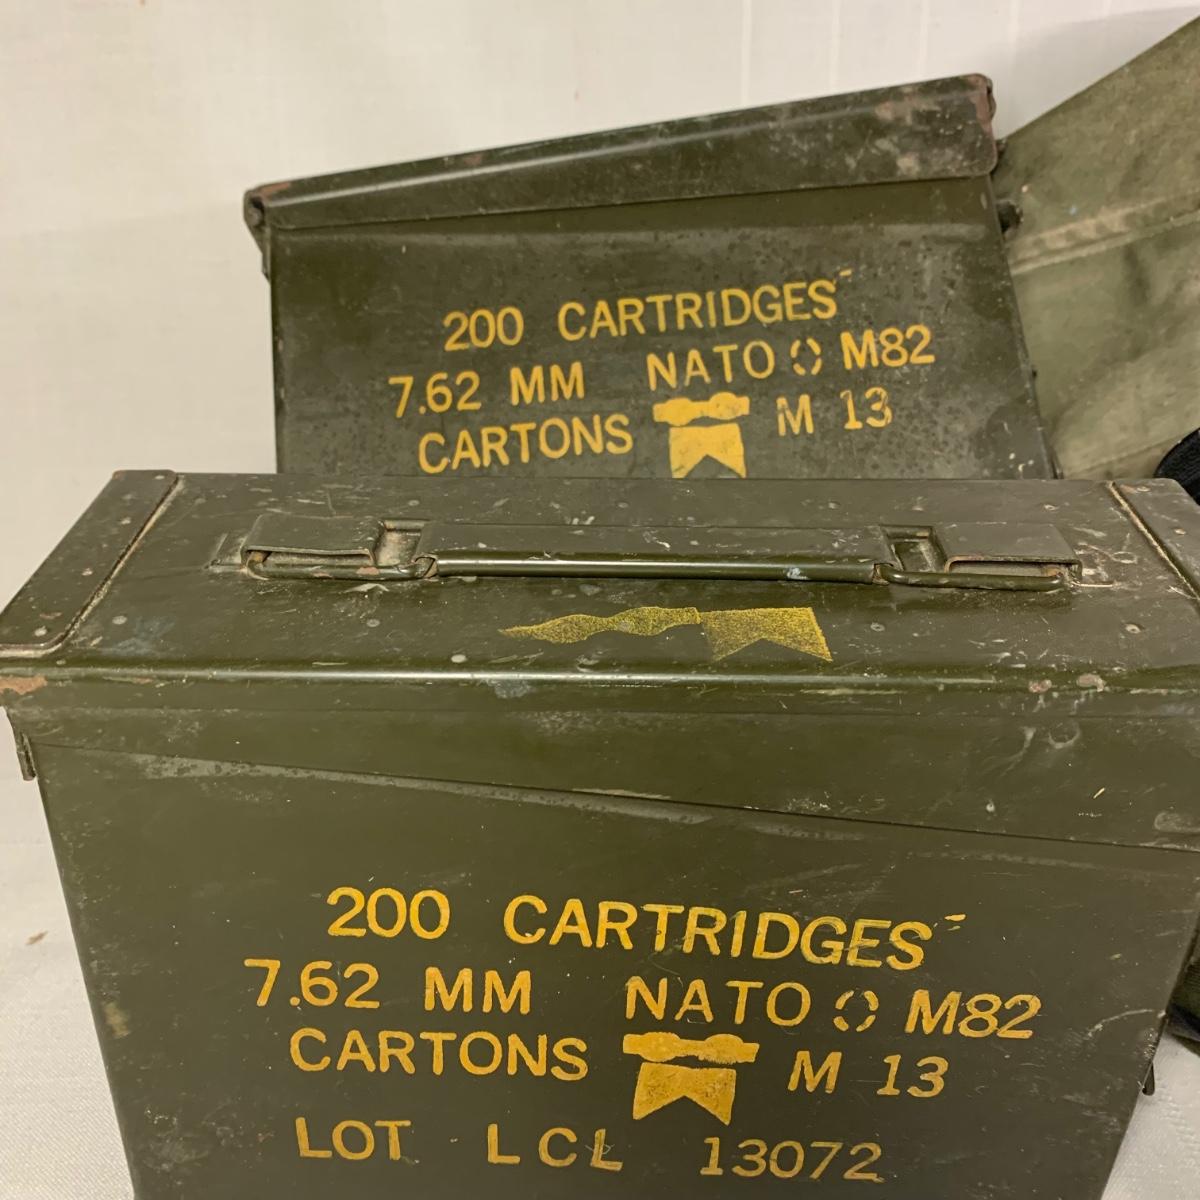 200 CARTRIDGES
7.62 MM NATO M82
CARTONS M 13
200 CARTRIDGES
7.62 MM NATO M82
CARTONS M 13
LOT LCL 13072